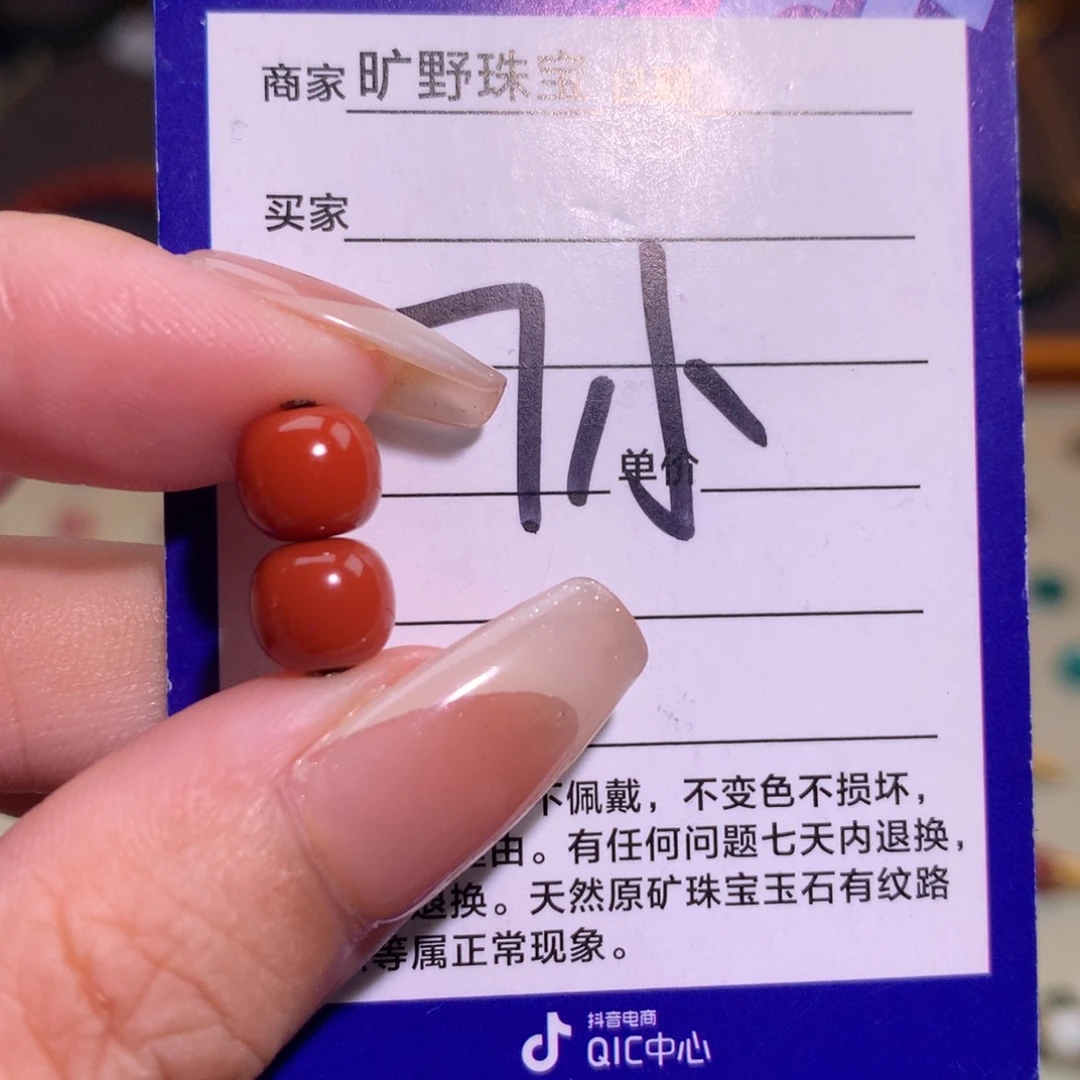 商家 旷野珠宝
买家
7小
单价
佩戴，不变色不损坏，
由。有任何问题七天内退换，
退换。天然原矿珠宝玉石有纹路
等属正常现象。
抖音电商
QIC中心